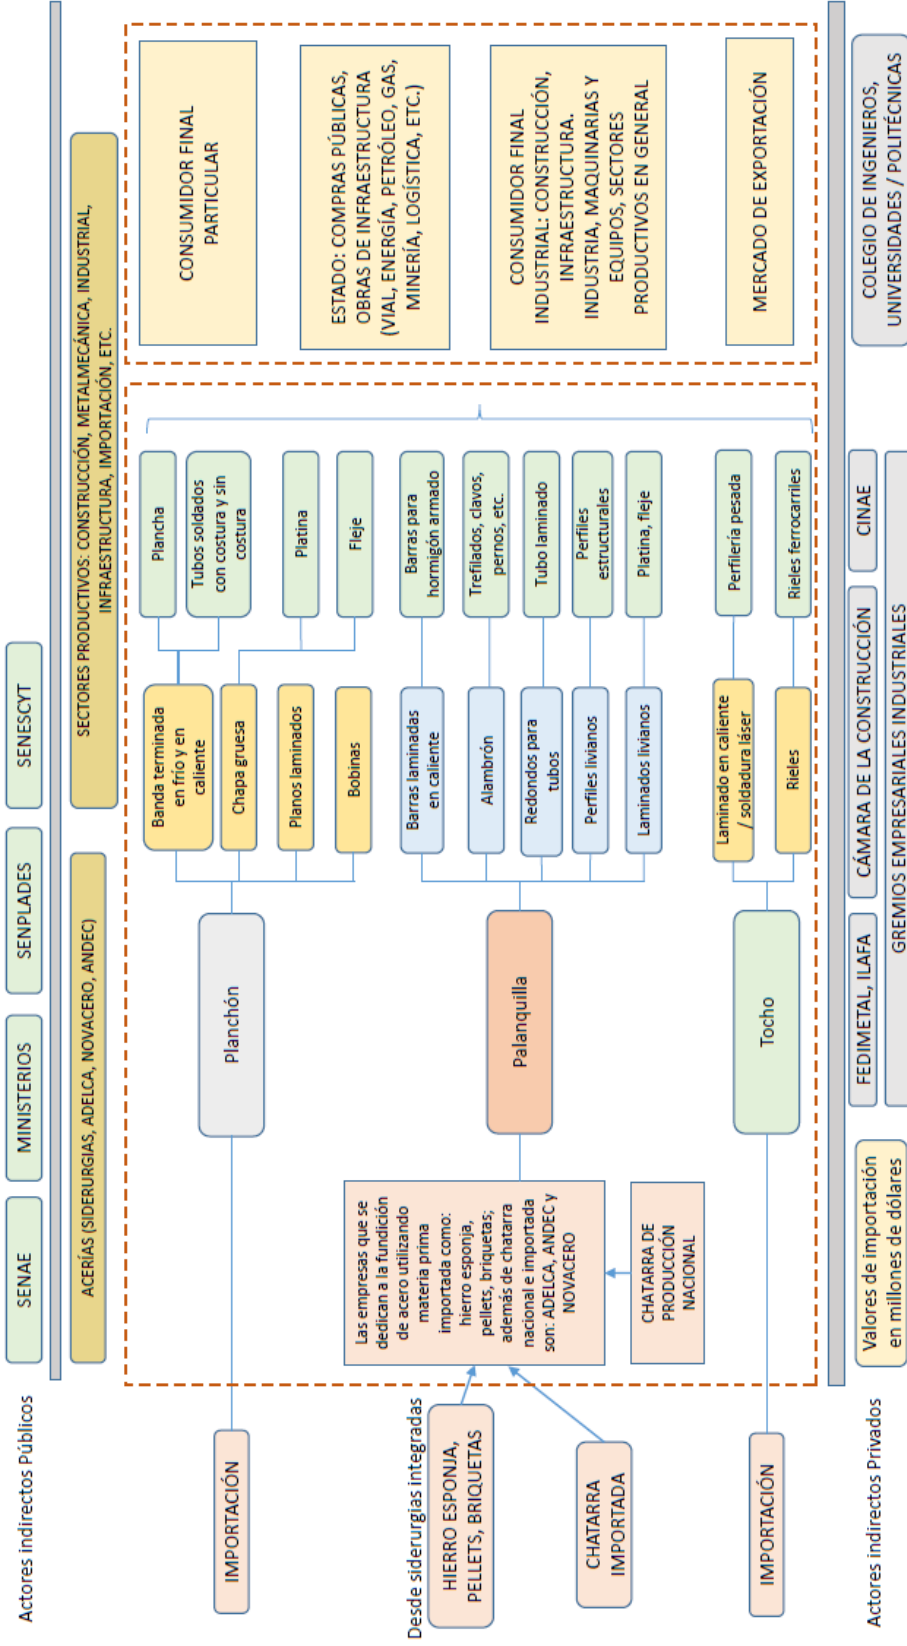 Actores indirectos Públicos
SENAE
MINISTERIOS
SENPLADES
SENESCYT
ACERÍAS (SIDERURGIAS, ADELCA, NOVACERO, ANDEC)
SECTORES PRODUCTIVOS: CONSTRUCCIÓN, METALMECÁNICA, INDUSTRIAL,
INFRAESTRUCTURA, IMPORTACIÓN, ETC.
IMPORTACIÓN
Planchón
Banda terminada
en frío y en
caliente
Chapa gruesa
Planos laminados
Bobinas
Plancha
Tubos soldados
con costura y sin
costura
Platina
Fleje
Desde siderurgias integradas
HIERRO ESPONJA,
PELLETS, BRIQUETAS
CHATARRA
IMPORTADA
Las empresas que se
dedican a la fundición
de acero utilizando
materia prima
importada como:
hierro esponja,
pellets, briquetas;
además de chatarra
nacional e importada
son: ADELCA, ANDEC y
NOVACERO
CHATARRA DE
PRODUCCIÓN
NACIONAL
Palanquilla
Barras laminadas
en caliente
Alambrón
Redondos para
tubos
Perfiles livianos
Laminados livianos
Barras para
hormigón armado
Trefilados, clavos,
pernos, etc.
Tubo laminado
Perfiles
estructurales
Platina, fleje
IMPORTACIÓN
Tocho
Laminado en caliente
/ soldadura láser
Rieles
Perfilería pesada
Rieles ferrocarriles
CONSUMIDOR FINAL
PARTICULAR
ESTADO: COMPRAS PÚBLICAS,
OBRAS DE INFRAESTRUCTURA
(VIAL, ENERGÍA, PETRÓLEO, GAS,
MINERÍA, LOGÍSTICA, ETC.)
CONSUMIDOR FINAL
INDUSTRIAL: CONSTRUCCIÓN,
INFRAESTRUCTURA.
INDUSTRIA, MAQUINARIAS Y
EQUIPOS, SECTORES
PRODUCTIVOS EN GENERAL
MERCADO DE EXPORTACIÓN
Actores indirectos Privados
Valores de importación
en millones de dólares
FEDIMETAL, ILAFA
CÁMARA DE LA CONSTRUCCIÓN
CINAE
GREMIOS EMPRESARIALES INDUSTRIALES
COLEGIO DE INGENIEROS,
UNIVERSIDADES / POLITÉCNICAS